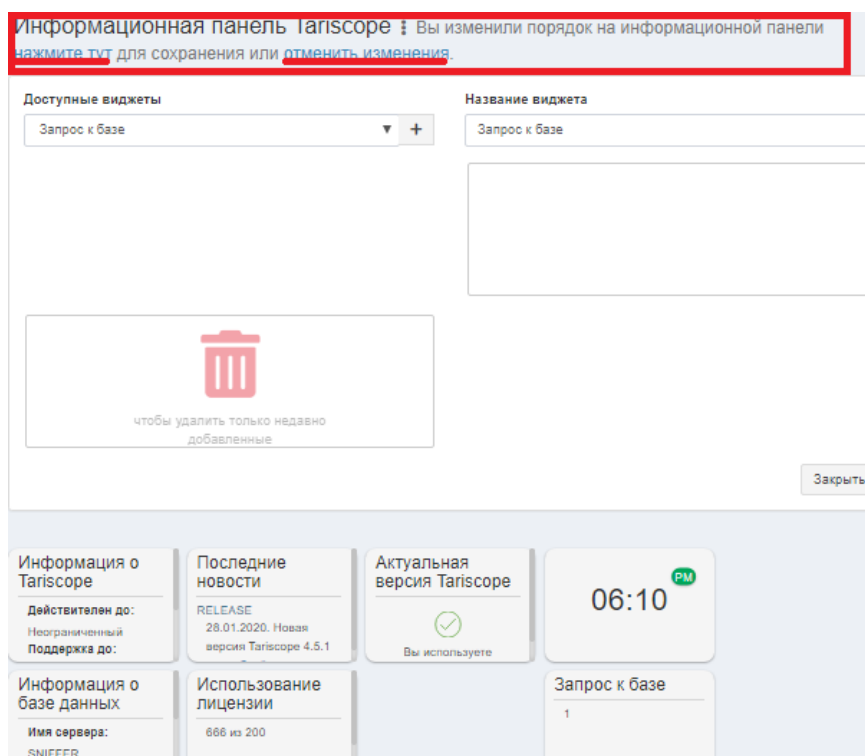 Информационная панель Tariscope Вы изменили порядок на информационной панели
нажмите тут для сохранения или отменить изменения.
Доступные виджеты
Запрос к базе
Название виджета
Запрос к базе
чтобы удалить только недавно
добавленные
Закрыть
Информация о
Tariscope
Действителен до:
Неограниченный
Поддержка до:
Последние
новости
RELEASE
28.01.2020. Новая
версия Tariscope 4.5.1
Актуальная
версия Tariscope
Вы используете
PM
06:10
Информация о
базе данных
Имя сервера:
SNIFFER
Использование
лицензии
666 из 200
Запрос к базе
1